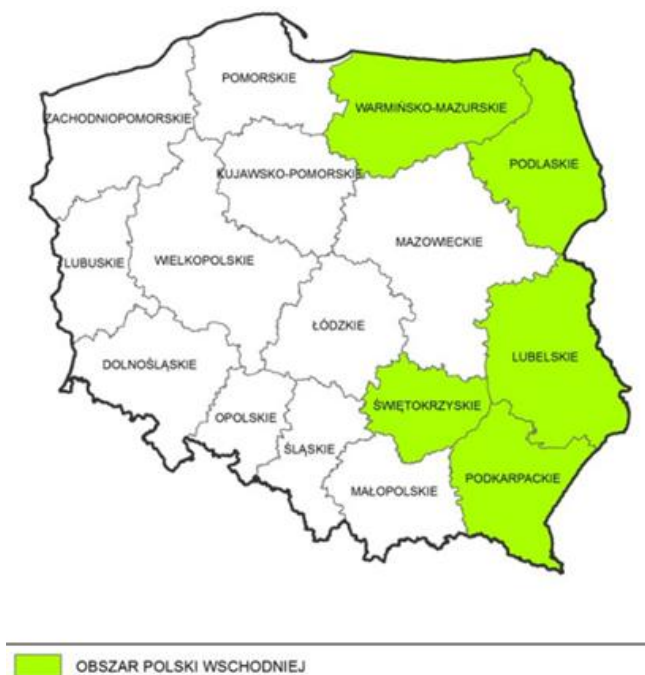 POMORSKIE
WARMIŃSKO-MAZURSKIE
ZACHODNIOPOMORSKIE
PODLASKIE
KUJAWSKO-POMORSKIE
MAZOWIECKIE
LUBUSKIE
WIELKOPOLSKIE
ŁÓDZKIE
LUBELSKIE
DOLNOŚLĄSKIE
ŚWIĘTOKRZYSKIE
OPOLSKIE
ŚLĄSKIE
PODKARPACKIE
MAŁOPOLSKIE
OBSZAR POLSKI WSCHODNIEJ